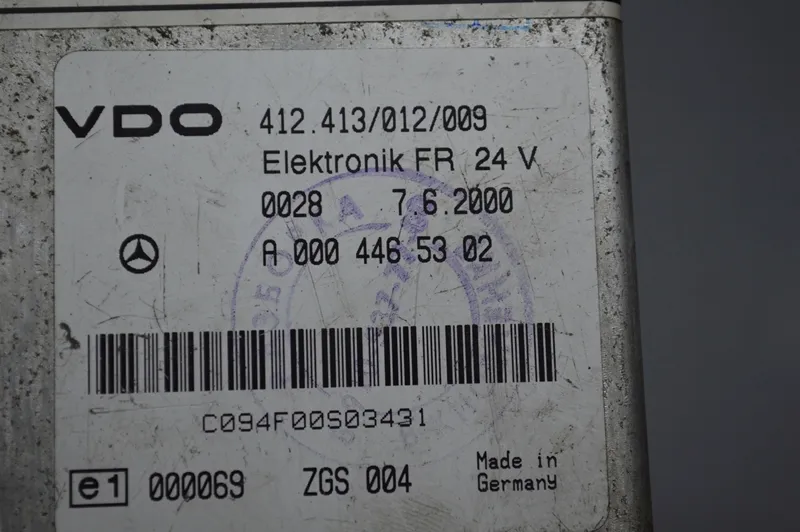 VDO 412.413/012/009
Elektronik FR 24 V
0028 7.6.2000
A 000 446 53 02
C094F00S03431
e1 000069 ZGS 004 Made in
Germany